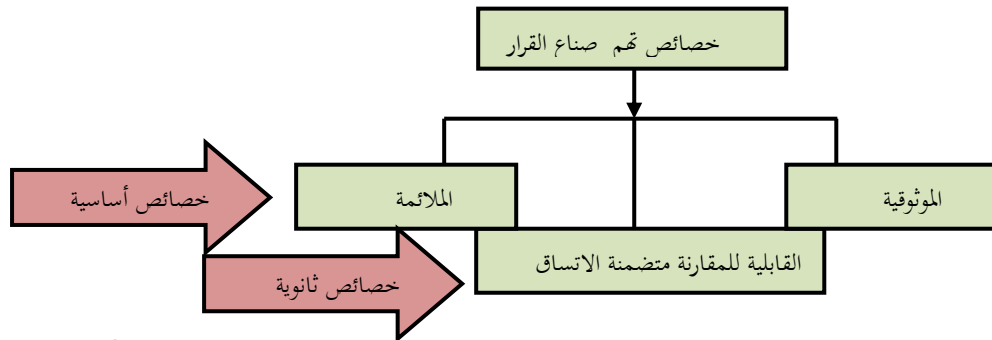 خصائص تهم صناع القرار
الموثوقية
الملائمة
خصائص أساسية
القابلية للمقارنة متضمنة الاتساق
خصائص ثانوية